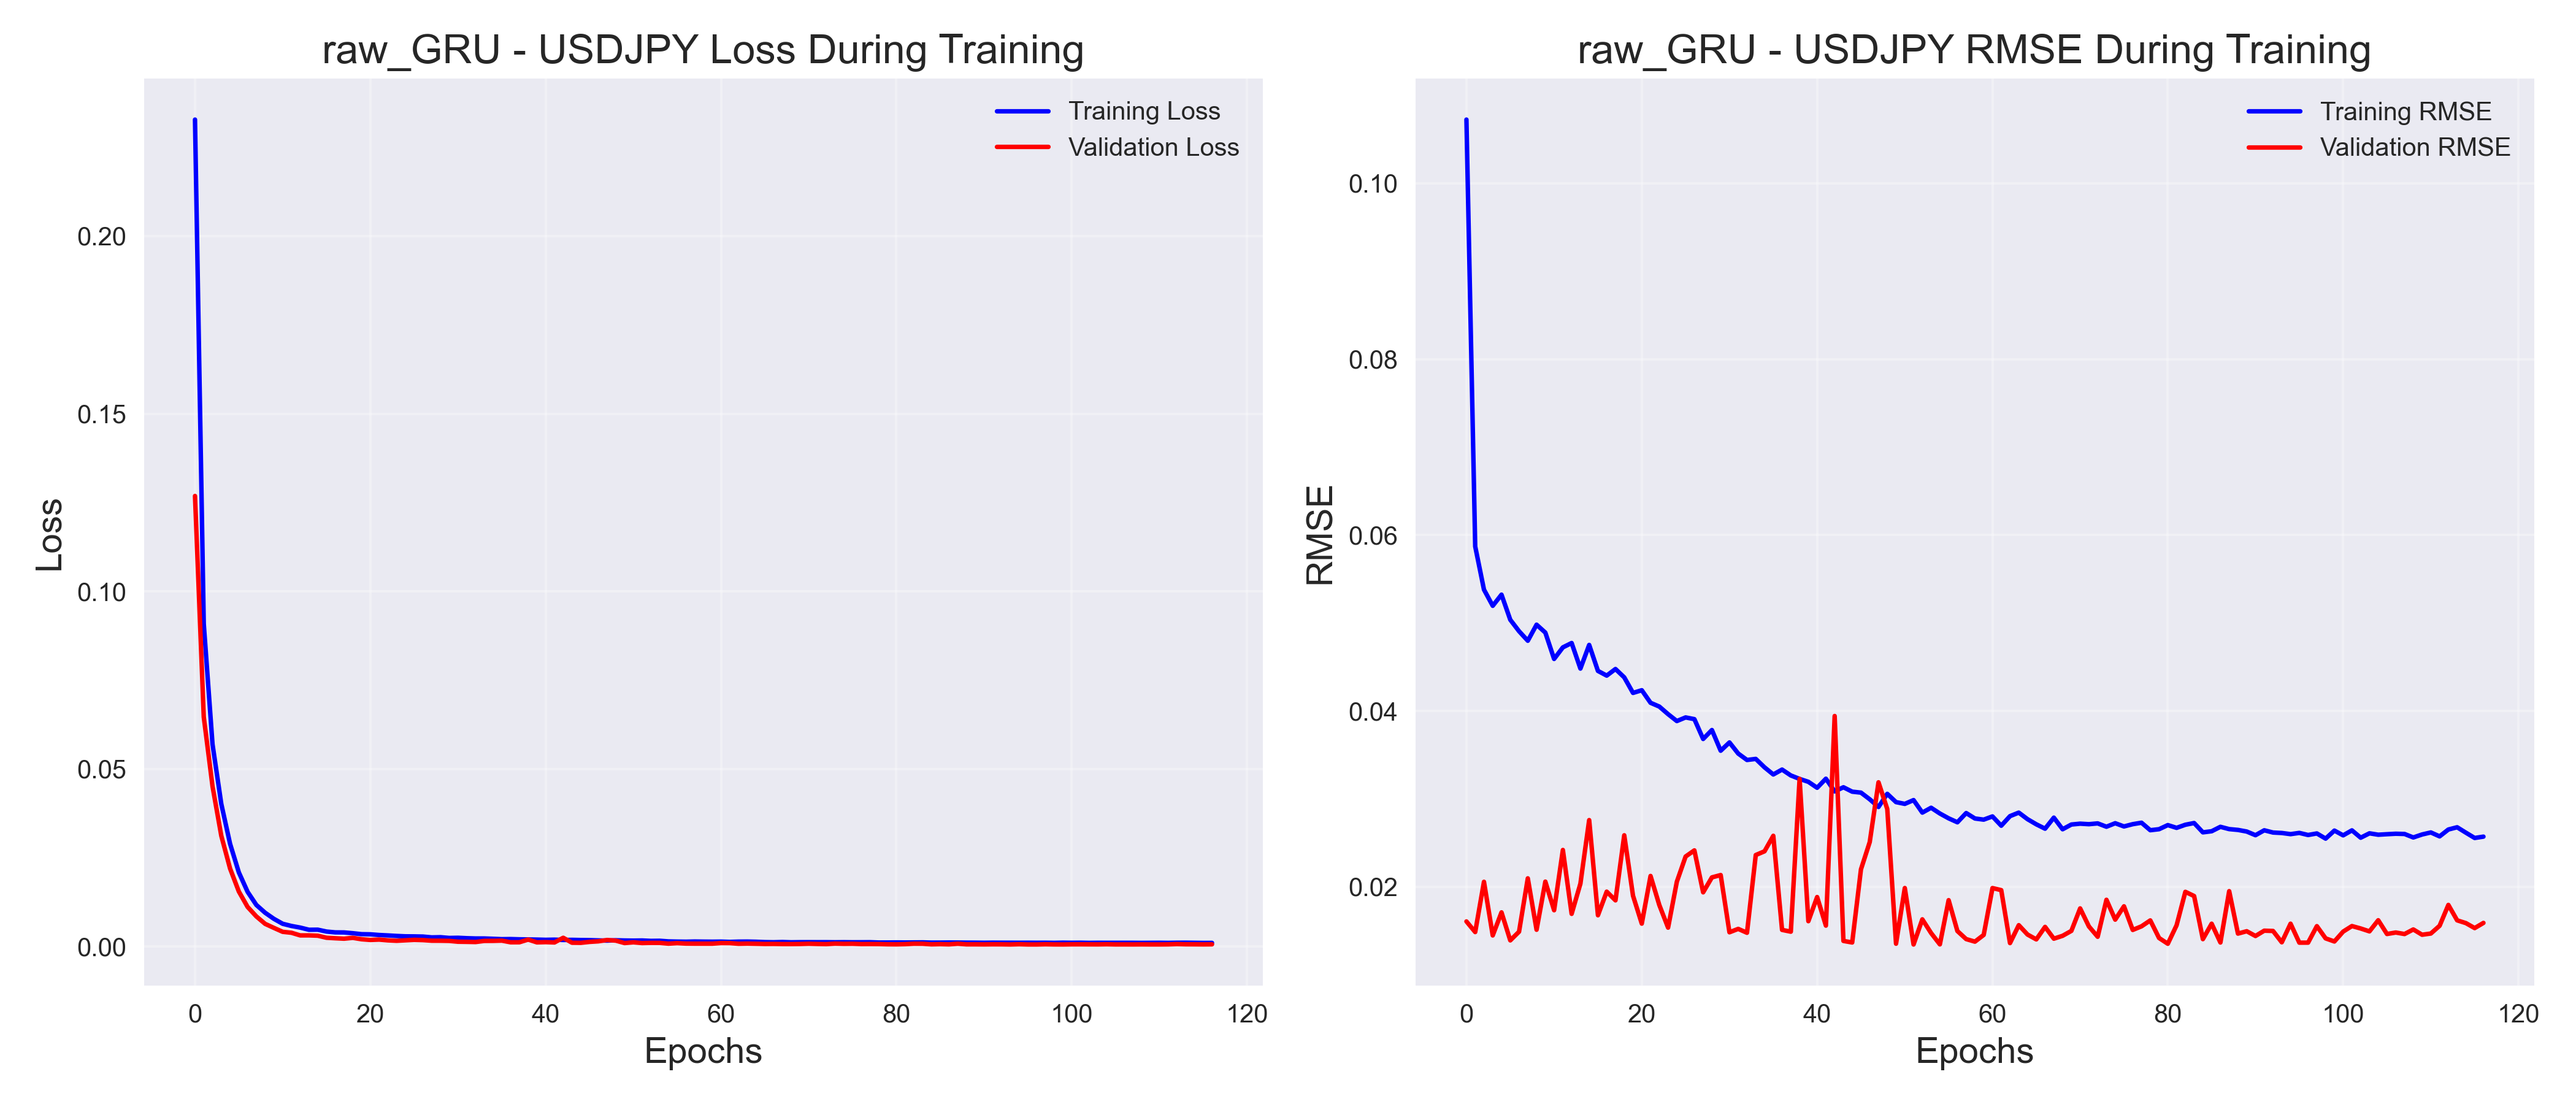 raw_GRU - USDJPY Loss During Training
Training Loss
Validation Loss
0.20
0.15
0.10
0.05
0.00
Loss
0
20
40
60
80
100
120
Epochs
raw_GRU - USDJPY RMSE During Training
Training RMSE
Validation RMSE
0.10
0.08
0.06
0.04
0.02
RMSE
0
20
40
60
80
100
120
Epochs